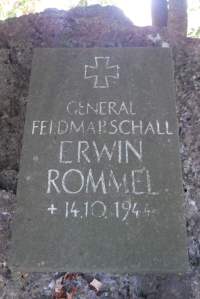 GENERAL
FELDMARSCHALL
ERWIN
ROMMEL
+ 14.10.1944